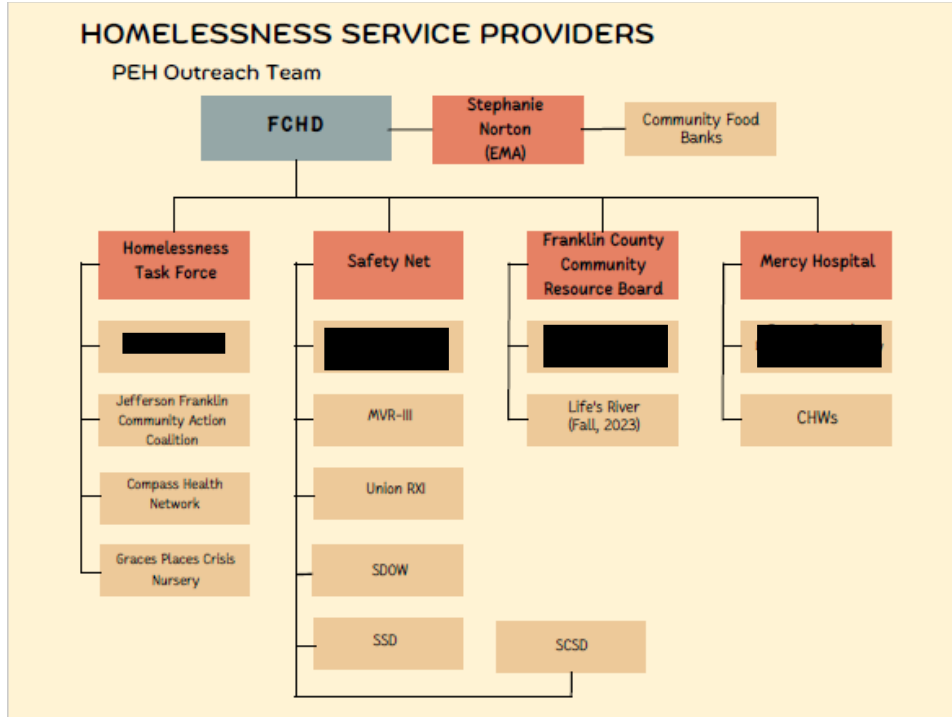 HOMELESSNESS SERVICE PROVIDERS
PEH Outreach Team
FCHD
Stephanie
Norton
(EMA)
Community Food
Banks
Homelessness
Task Force
Safety Net
Franklin County
Community
Resource Board
Mercy Hospital
Jefferson Franklin
Community Action
Coalition
MVR-III
Life's River
(Fall, 2023)
CHWs
Compass Health
Network
Union RXI
Graces Places Crisis
Nursery
SDOW
SSD
SCSD